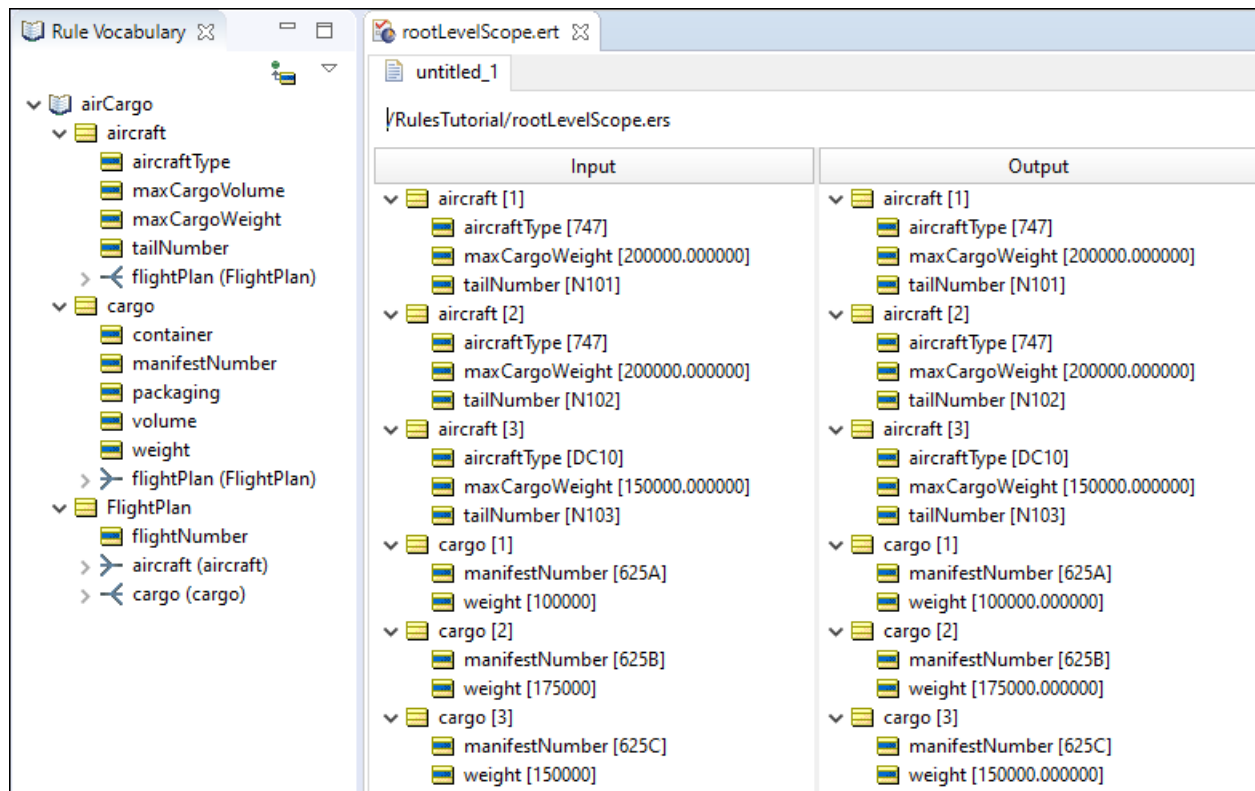 Rule Vocabulary
airCargo
aircraft
aircraftType
maxCargoVolume
maxCargoWeight
tailNumber
flightPlan (FlightPlan)
cargo
container
manifestNumber
packaging
volume
weight
flightPlan (FlightPlan)
FlightPlan
flightNumber
aircraft (aircraft)
cargo (cargo)
rootLevelScope.ert
untitled_1
/RulesTutorial/rootLevelScope.ers
Input
aircraft [1]
aircraftType [747]
maxCargoWeight [200000.000000]
tailNumber [N101]
aircraft [2]
aircraftType [747]
maxCargoWeight [200000.000000]
tailNumber [N102]
aircraft [3]
aircraftType [DC10]
maxCargoWeight [150000.000000]
tailNumber [N103]
cargo [1]
manifestNumber [625A]
weight [100000]
cargo [2]
manifestNumber [625B]
weight [175000]
cargo [3]
manifestNumber [625C]
weight [150000]
Output
aircraft [1]
aircraftType [747]
maxCargoWeight [200000.000000]
tailNumber [N101]
aircraft [2]
aircraftType [747]
maxCargoWeight [200000.000000]
tailNumber [N102]
aircraft [3]
aircraftType [DC10]
maxCargoWeight [150000.000000]
tailNumber [N103]
cargo [1]
manifestNumber [625A]
weight [100000.000000]
cargo [2]
manifestNumber [625B]
weight [175000.000000]
cargo [3]
manifestNumber [625C]
weight [150000.000000]